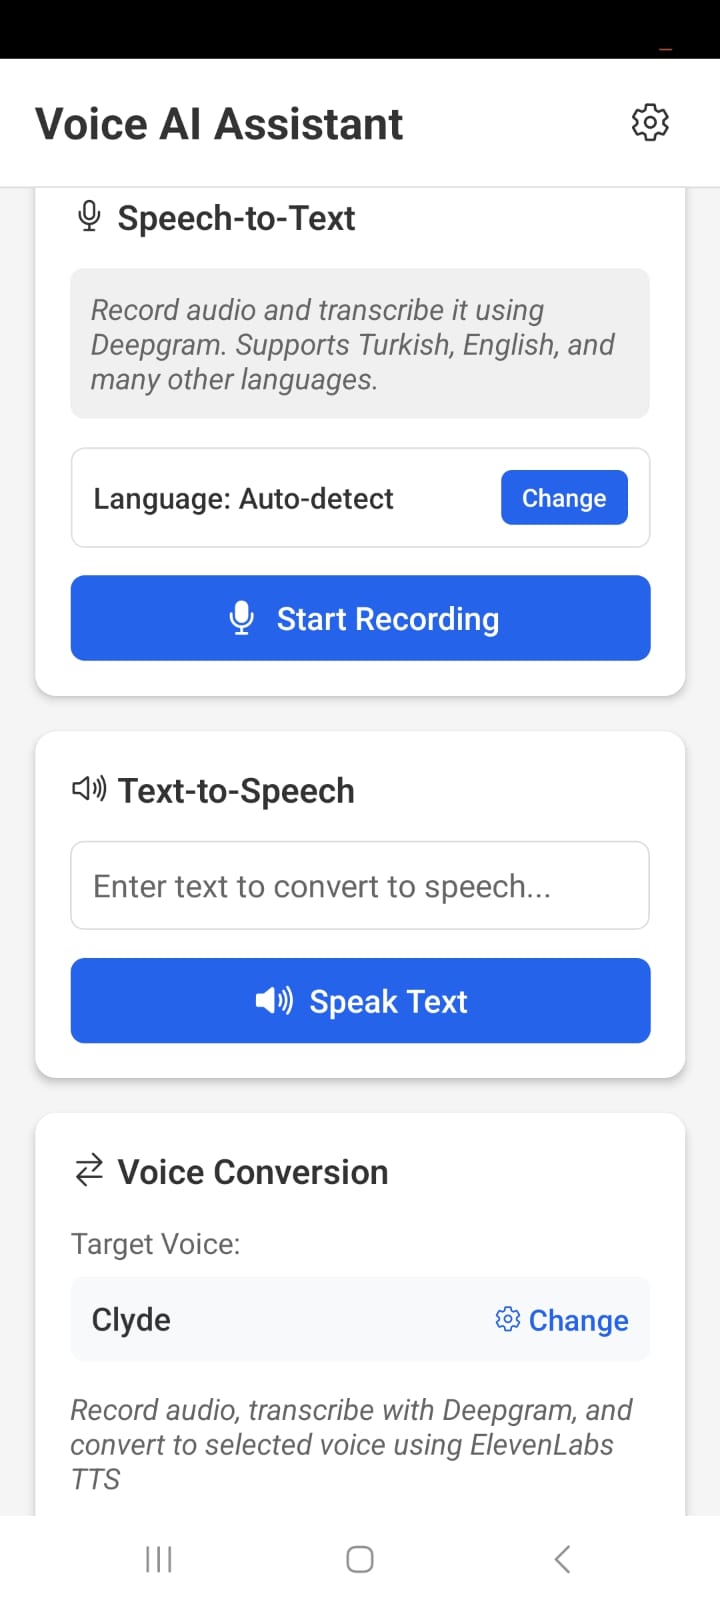 Voice AI Assistant
Speech-to-Text
Record audio and transcribe it using
Deepgram. Supports Turkish, English, and
many other languages.
Language: Auto-detect
Change
Start Recording
Text-to-Speech
Enter text to convert to speech...
Speak Text
Voice Conversion
Target Voice:
Clyde
Change
Record audio, transcribe with Deepgram, and
convert to selected voice using ElevenLabs
TTS